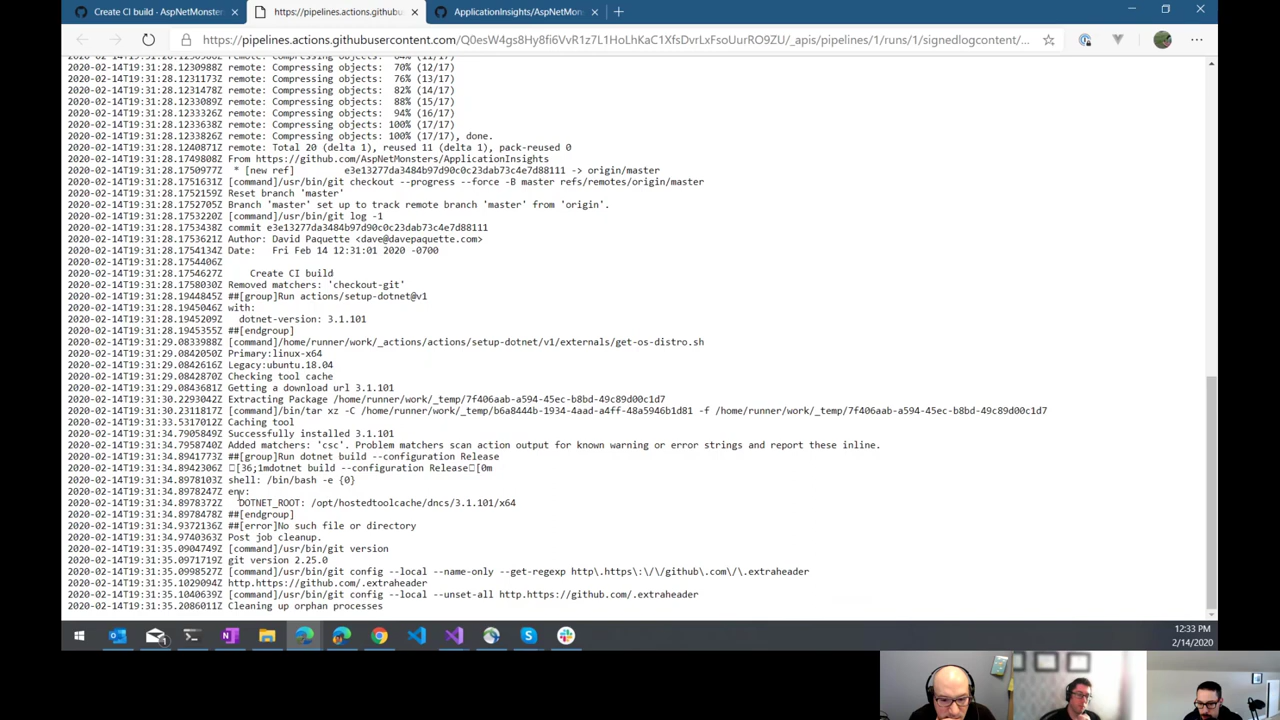 Create CI build - AspNetMonster
https://pipelines.actions.githubus
ApplicationInsights/AspNetMon
https://pipelines.actions.githubusercontent.com/Q0esW4gs8Hy8fi6VvR1z7L1HoLhKaC1XfsDvrLxFsoUurRO9ZU/_apis/pipelines/1/runs/1/signedlogcontent/...
2020-02-14T19:31:28.1230988Z remote: Compressing objects: 70% (12/17)
2020-02-14T19:31:28.1231173Z remote: Compressing objects: 76% (13/17)
2020-02-14T19:31:28.1231478Z remote: Compressing objects: 82% (14/17)
2020-02-14T19:31:28.1233089Z remote: Compressing objects: 88% (15/17)
2020-02-14T19:31:28.1233326Z remote: Compressing objects: 94% (16/17)
2020-02-14T19:31:28.1233638Z remote: Compressing objects: 100% (17/17)
2020-02-14T19:31:28.1233826Z remote: Compressing objects: 100% (17/17), done.
2020-02-14T19:31:28.1240871Z remote: Total 20 (delta 1), reused 11 (delta 1), pack-reused 0
2020-02-14T19:31:28.1749808Z From https://github.com/AspNetMonsters/ApplicationInsights
2020-02-14T19:31:28.1750977Z * [new ref] e3e13277da3484b97d90c0c23dab73c4e7d88111 -> origin/master
2020-02-14T19:31:28.1751631Z [command]/usr/bin/git checkout --progress --force -B master refs/remotes/origin/master
2020-02-14T19:31:28.1752159Z Reset branch 'master'
2020-02-14T19:31:28.1752705Z Branch 'master' set up to track remote branch 'master' from 'origin'.
2020-02-14T19:31:28.1753220Z [command]/usr/bin/git log -1
2020-02-14T19:31:28.1753438Z commit e3e13277da3484b97d90c0c23dab73c4e7d88111
2020-02-14T19:31:28.1753621Z Author: David Paquette <dave@davepaquette.com>
2020-02-14T19:31:28.1754134Z Date: Fri Feb 14 12:31:01 2020 -0700
2020-02-14T19:31:28.1754406Z
2020-02-14T19:31:28.1754627Z Create CI build
2020-02-14T19:31:28.1758030Z Removed matchers: 'checkout-git'
2020-02-14T19:31:28.1944845Z ##[group]Run actions/setup-dotnet@v1
2020-02-14T19:31:28.1945046Z with:
2020-02-14T19:31:28.1945209Z dotnet-version: 3.1.101
2020-02-14T19:31:28.1945355Z ##[endgroup]
2020-02-14T19:31:29.0833988Z [command]/home/runner/work/_actions/actions/setup-dotnet/v1/externals/get-os-distro.sh
2020-02-14T19:31:29.0842050Z Primary:linux-x64
2020-02-14T19:31:29.0842616Z Legacy:ubuntu.18.04
2020-02-14T19:31:29.0842870Z Checking tool cache
2020-02-14T19:31:29.0843681Z Getting a download url 3.1.101
2020-02-14T19:31:30.2293042Z Extracting Package /home/runner/work/_temp/7f406aab-a594-45ec-b8bd-49c89d00c1d7
2020-02-14T19:31:30.2311817Z [command]/bin/tar xz -C /home/runner/work/_temp/b6a8444b-1934-4aad-a4ff-48a5946b1d81 -f /home/runner/work/_temp/7f406aab-a594-45ec-b8bd-49c89d00c1d7
2020-02-14T19:31:33.5317012Z Caching tool
2020-02-14T19:31:34.7905849Z Successfully installed 3.1.101
2020-02-14T19:31:34.7958740Z Added matchers: 'csc'. Problem matchers scan action output for known warning or error strings and report these inline.
2020-02-14T19:31:34.8941773Z ##[group]Run dotnet build --configuration Release
2020-02-14T19:31:34.8942306Z [36;1mdotnet build --configuration Release[0m
2020-02-14T19:31:34.8978103Z shell: /bin/bash -e {0}
2020-02-14T19:31:34.8978247Z env:
2020-02-14T19:31:34.8978372Z DOTNET_ROOT: /opt/hostedtoolcache/dncs/3.1.101/x64
2020-02-14T19:31:34.8978478Z ##[endgroup]
2020-02-14T19:31:34.9372136Z ##[error]No such file or directory
2020-02-14T19:31:34.9740363Z Post job cleanup.
2020-02-14T19:31:35.0904749Z [command]/usr/bin/git version
2020-02-14T19:31:35.0971719Z git version 2.25.0
2020-02-14T19:31:35.0998527Z [command]/usr/bin/git config --local --name-only --get-regexp http\.https\:\/\/github\.com\/\.extraheader
2020-02-14T19:31:35.1029094Z http.https://github.com/.extraheader
2020-02-14T19:31:35.1040639Z [command]/usr/bin/git config --local --unset-all http.https://github.com/.extraheader
2020-02-14T19:31:35.2086011Z Cleaning up orphan processes
12:33 PM
2/14/2020